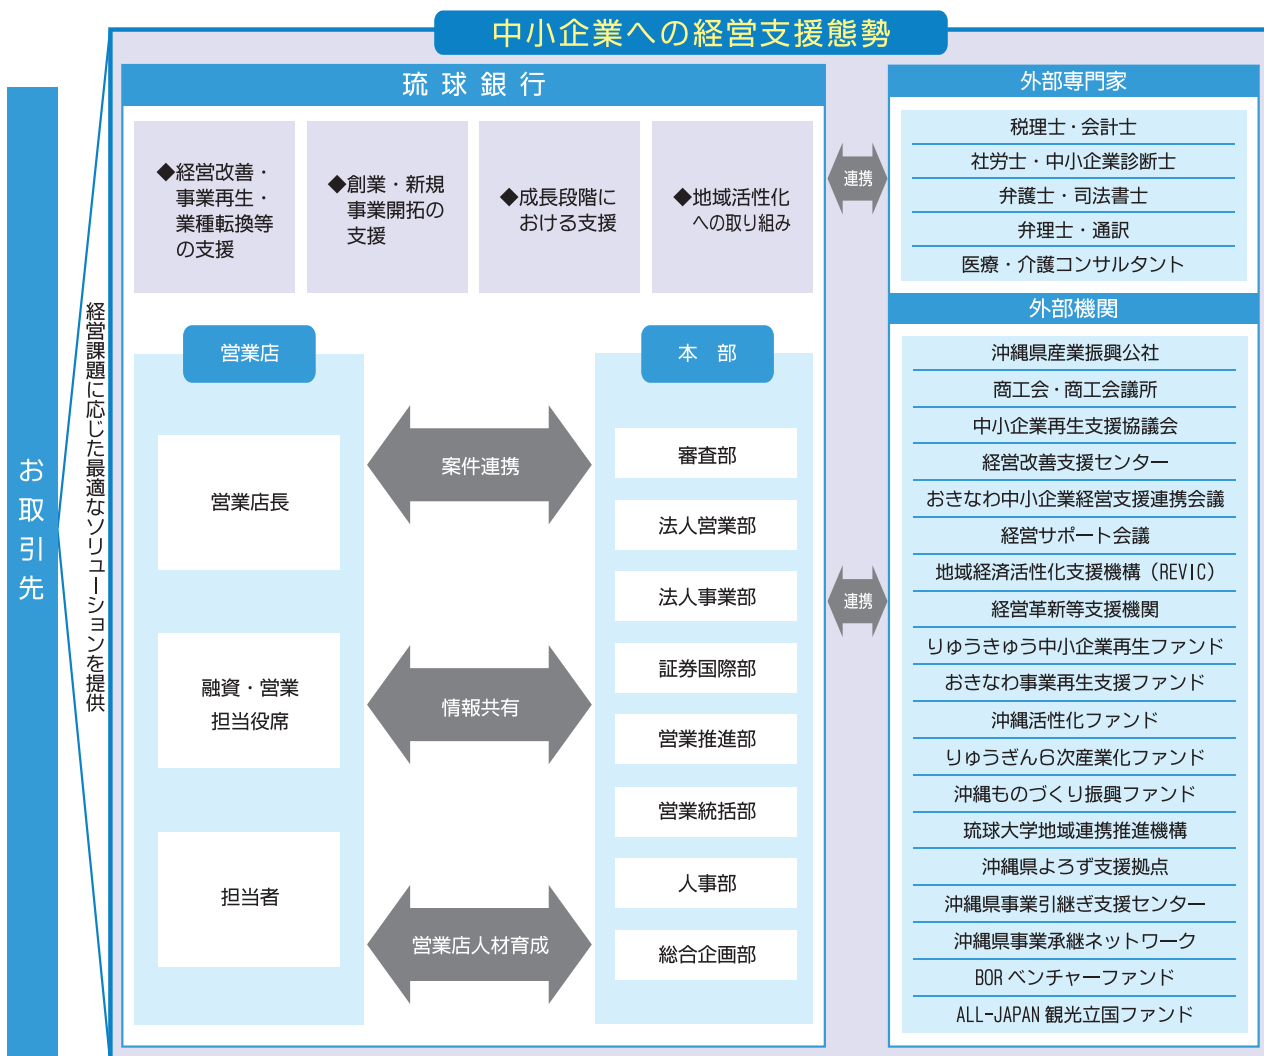 中小企業への経営支援態勢
お取引先
経営課題に応じた最適なソリューションを提供
琉球銀行
◆経営改善・
事業再生・
業種転換等
の支援
◆創業・新規
事業開拓の
支援
◆成長段階に
おける支援
◆地域活性化
への取り組み
営業店
営業店長
融資・営業
担当役席
担当者
案件連携
情報共有
営業店人材育成
本　部
審査部
法人営業部
法人事業部
証券国際部
営業推進部
営業統括部
人事部
総合企画部
連携
連携
外部専門家
税理士・会計士
社労士・中小企業診断士
弁護士・司法書士
弁理士・通訳
医療・介護コンサルタント
外部機関
沖縄県産業振興公社
商工会・商工会議所
中小企業再生支援協議会
経営改善支援センター
おきなわ中小企業経営支援連携会議
経営サポート会議
地域経済活性化支援機構（REVIC）
経営革新等支援機関
りゅうきゅう中小企業再生ファンド
おきなわ事業再生支援ファンド
沖縄活性化ファンド
りゅうぎん６次産業化ファンド
沖縄ものづくり振興ファンド
琉球大学地域連携推進機構
沖縄県よろず支援拠点
沖縄県事業引継ぎ支援センター
沖縄県事業承継ネットワーク
BOR ベンチャーファンド
ALL-JAPAN 観光立国ファンド